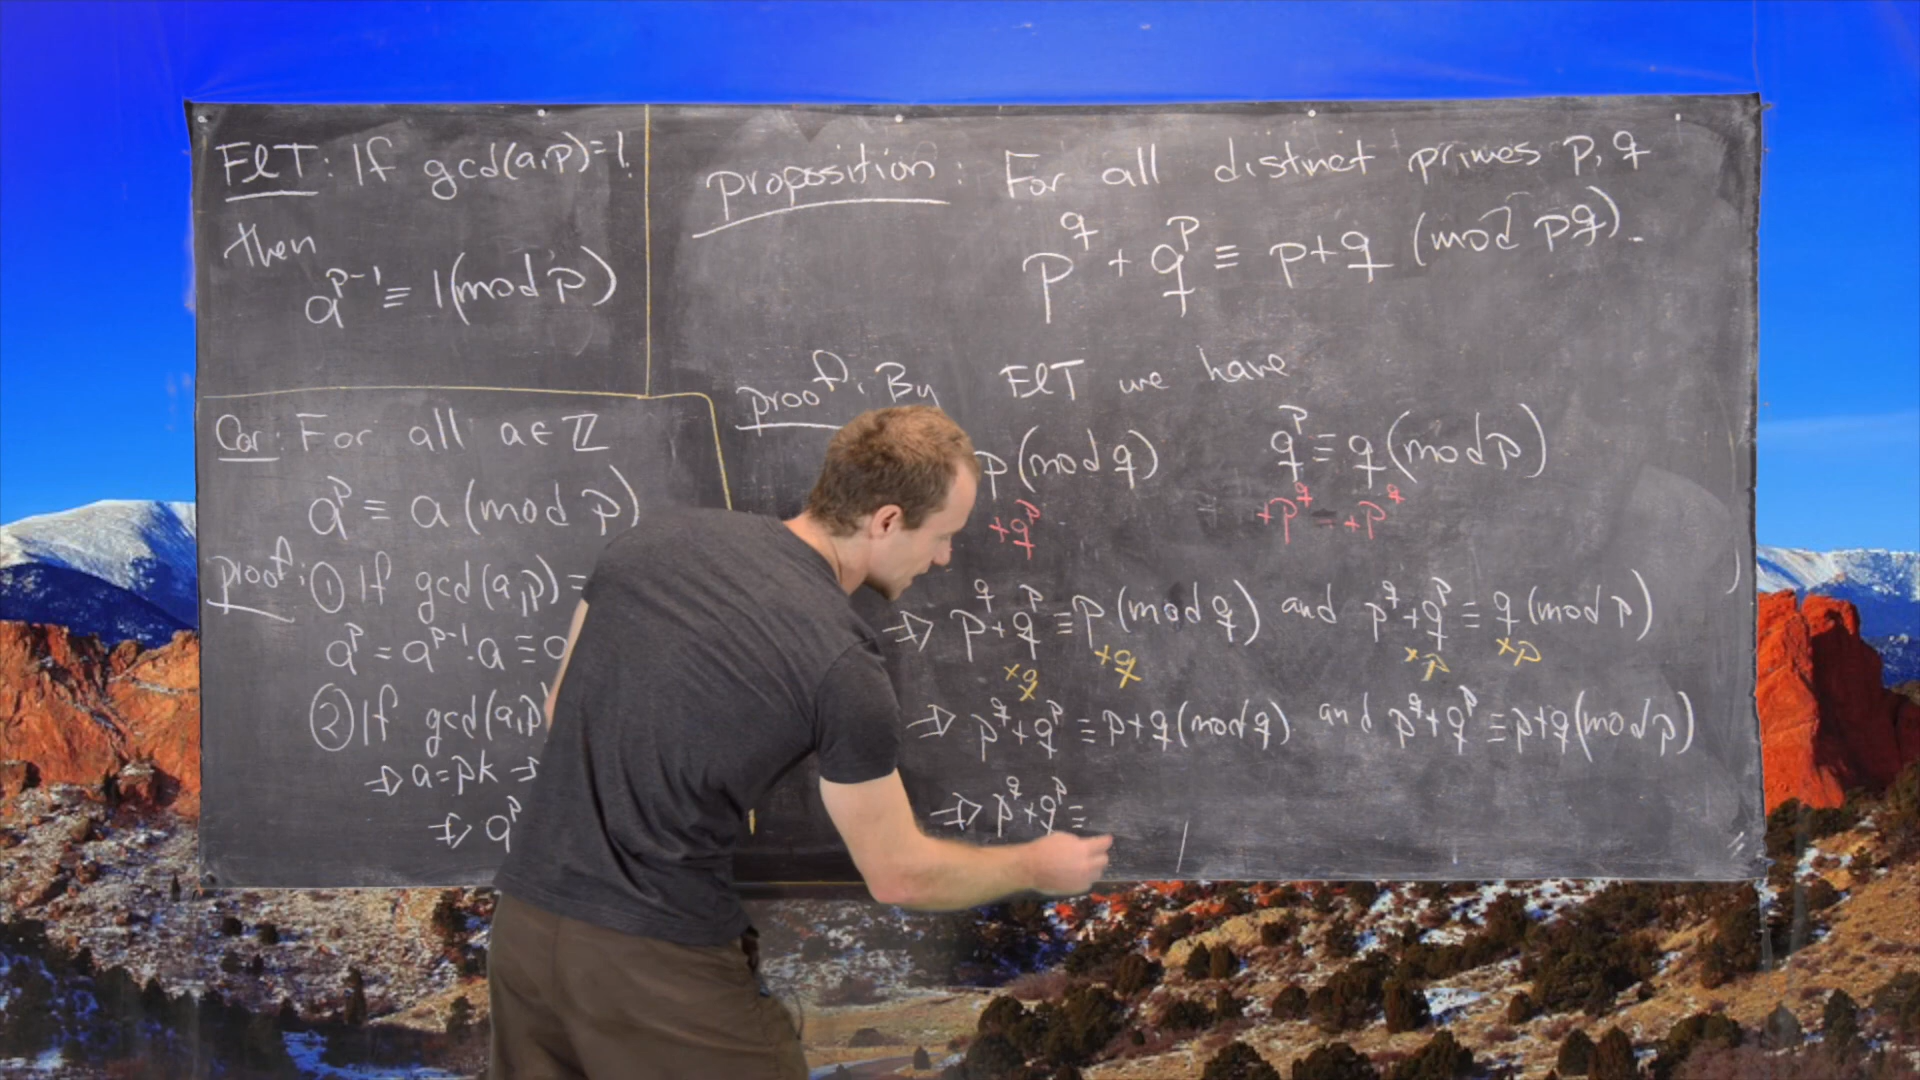 FℓT: If gcd(a,p)=1.
then
a^{p-1} ≡ 1(mod p)
Cor: For all a∈ℤ
a^p ≡ a (mod p)
proof: ① If gcd(a,p)=
a^p = a^{p-1}·a ≡
② If gcd(a,p)
⇒ a=pk ⇒
⇒ a^p
proposition: For all distinct primes p, q
p^q + q^p ≡ p+q (mod pq).
proof: By FℓT we have
p(mod q) q^p ≡ q(mod p)
+q^p +p^q = +p^q
⇒ p^q+q^p ≡ p (mod q) and p^q+q^p ≡ q (mod p)
+q +q +p +p
⇒ p^q+q^p ≡ p+q(mod q) and p^q+q^p ≡ p+q(mod p)
⇒ p^q+q^p ≡